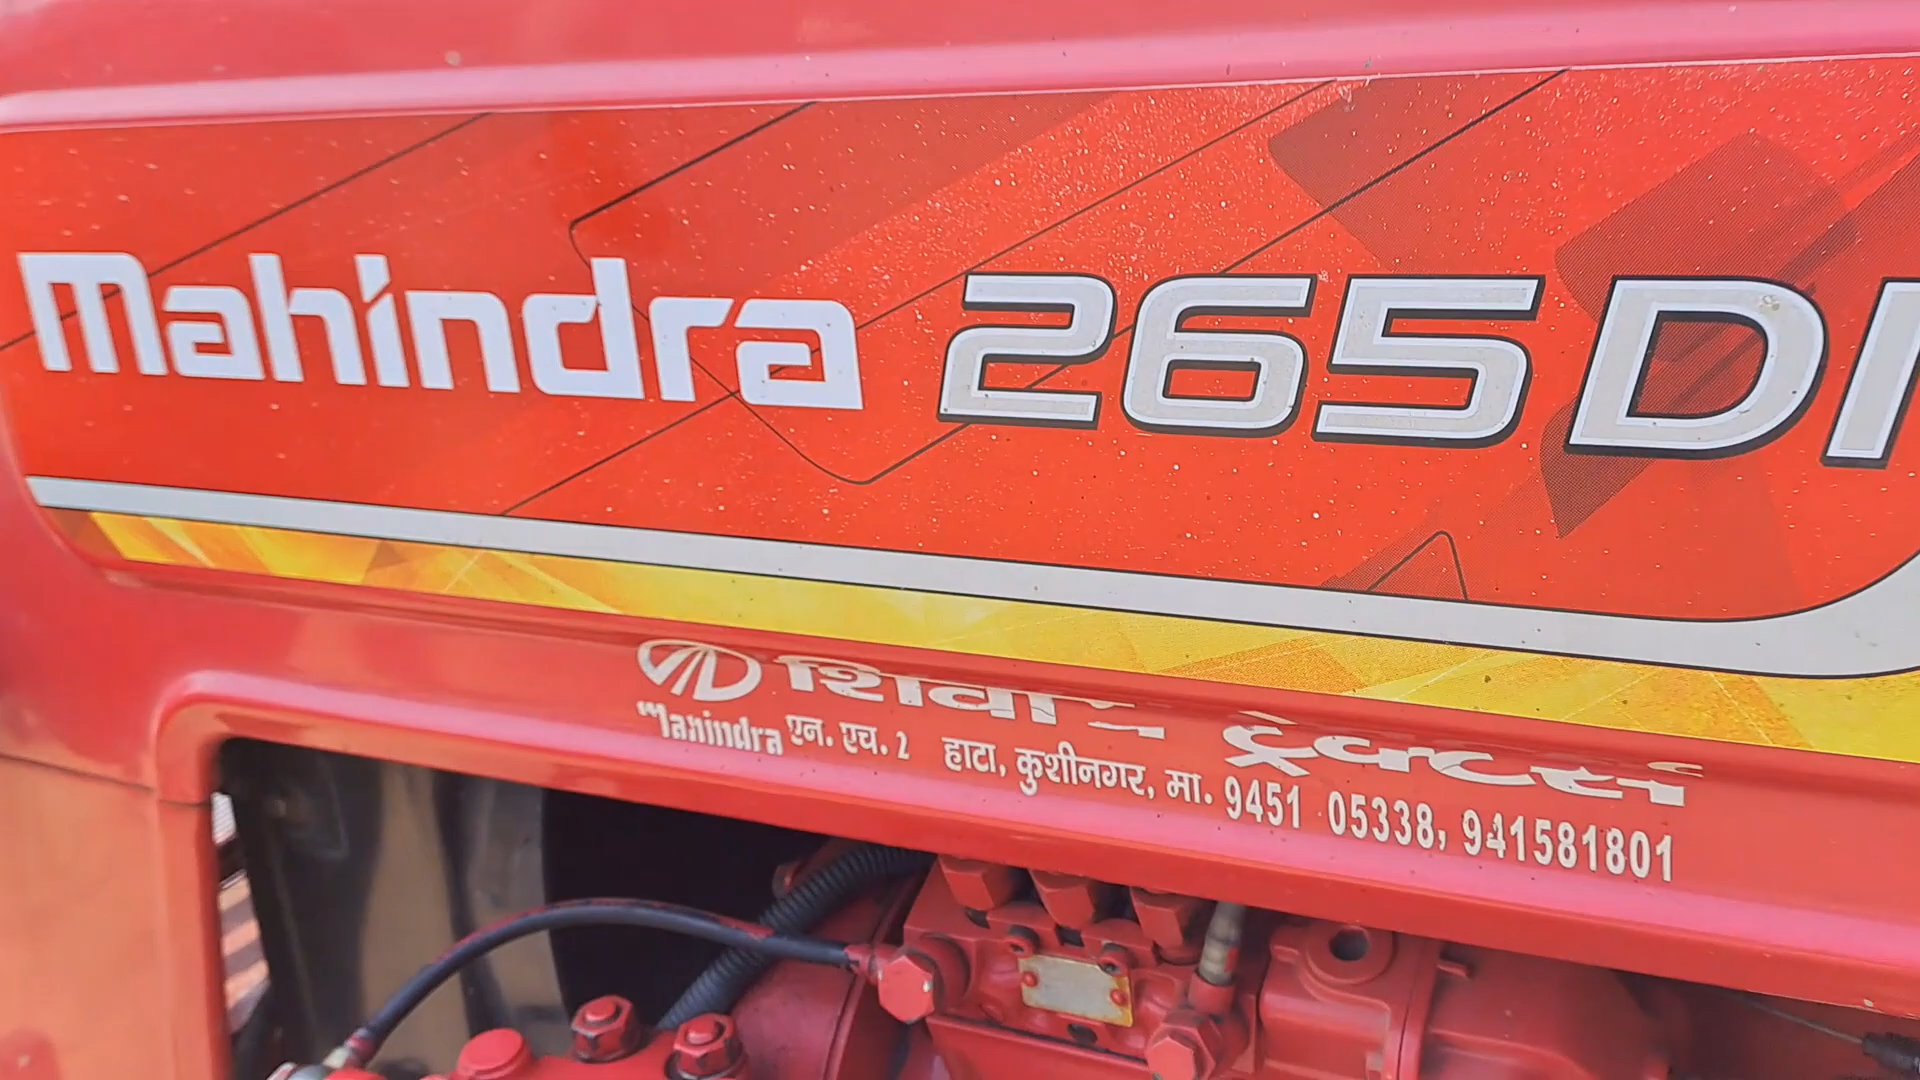 mahindra 265 DI
शिवाय ट्रैक्टर्स
Mahindra एन. एच. 2 हाटा, कुशीनगर, मा. 9451 05338, 941581801